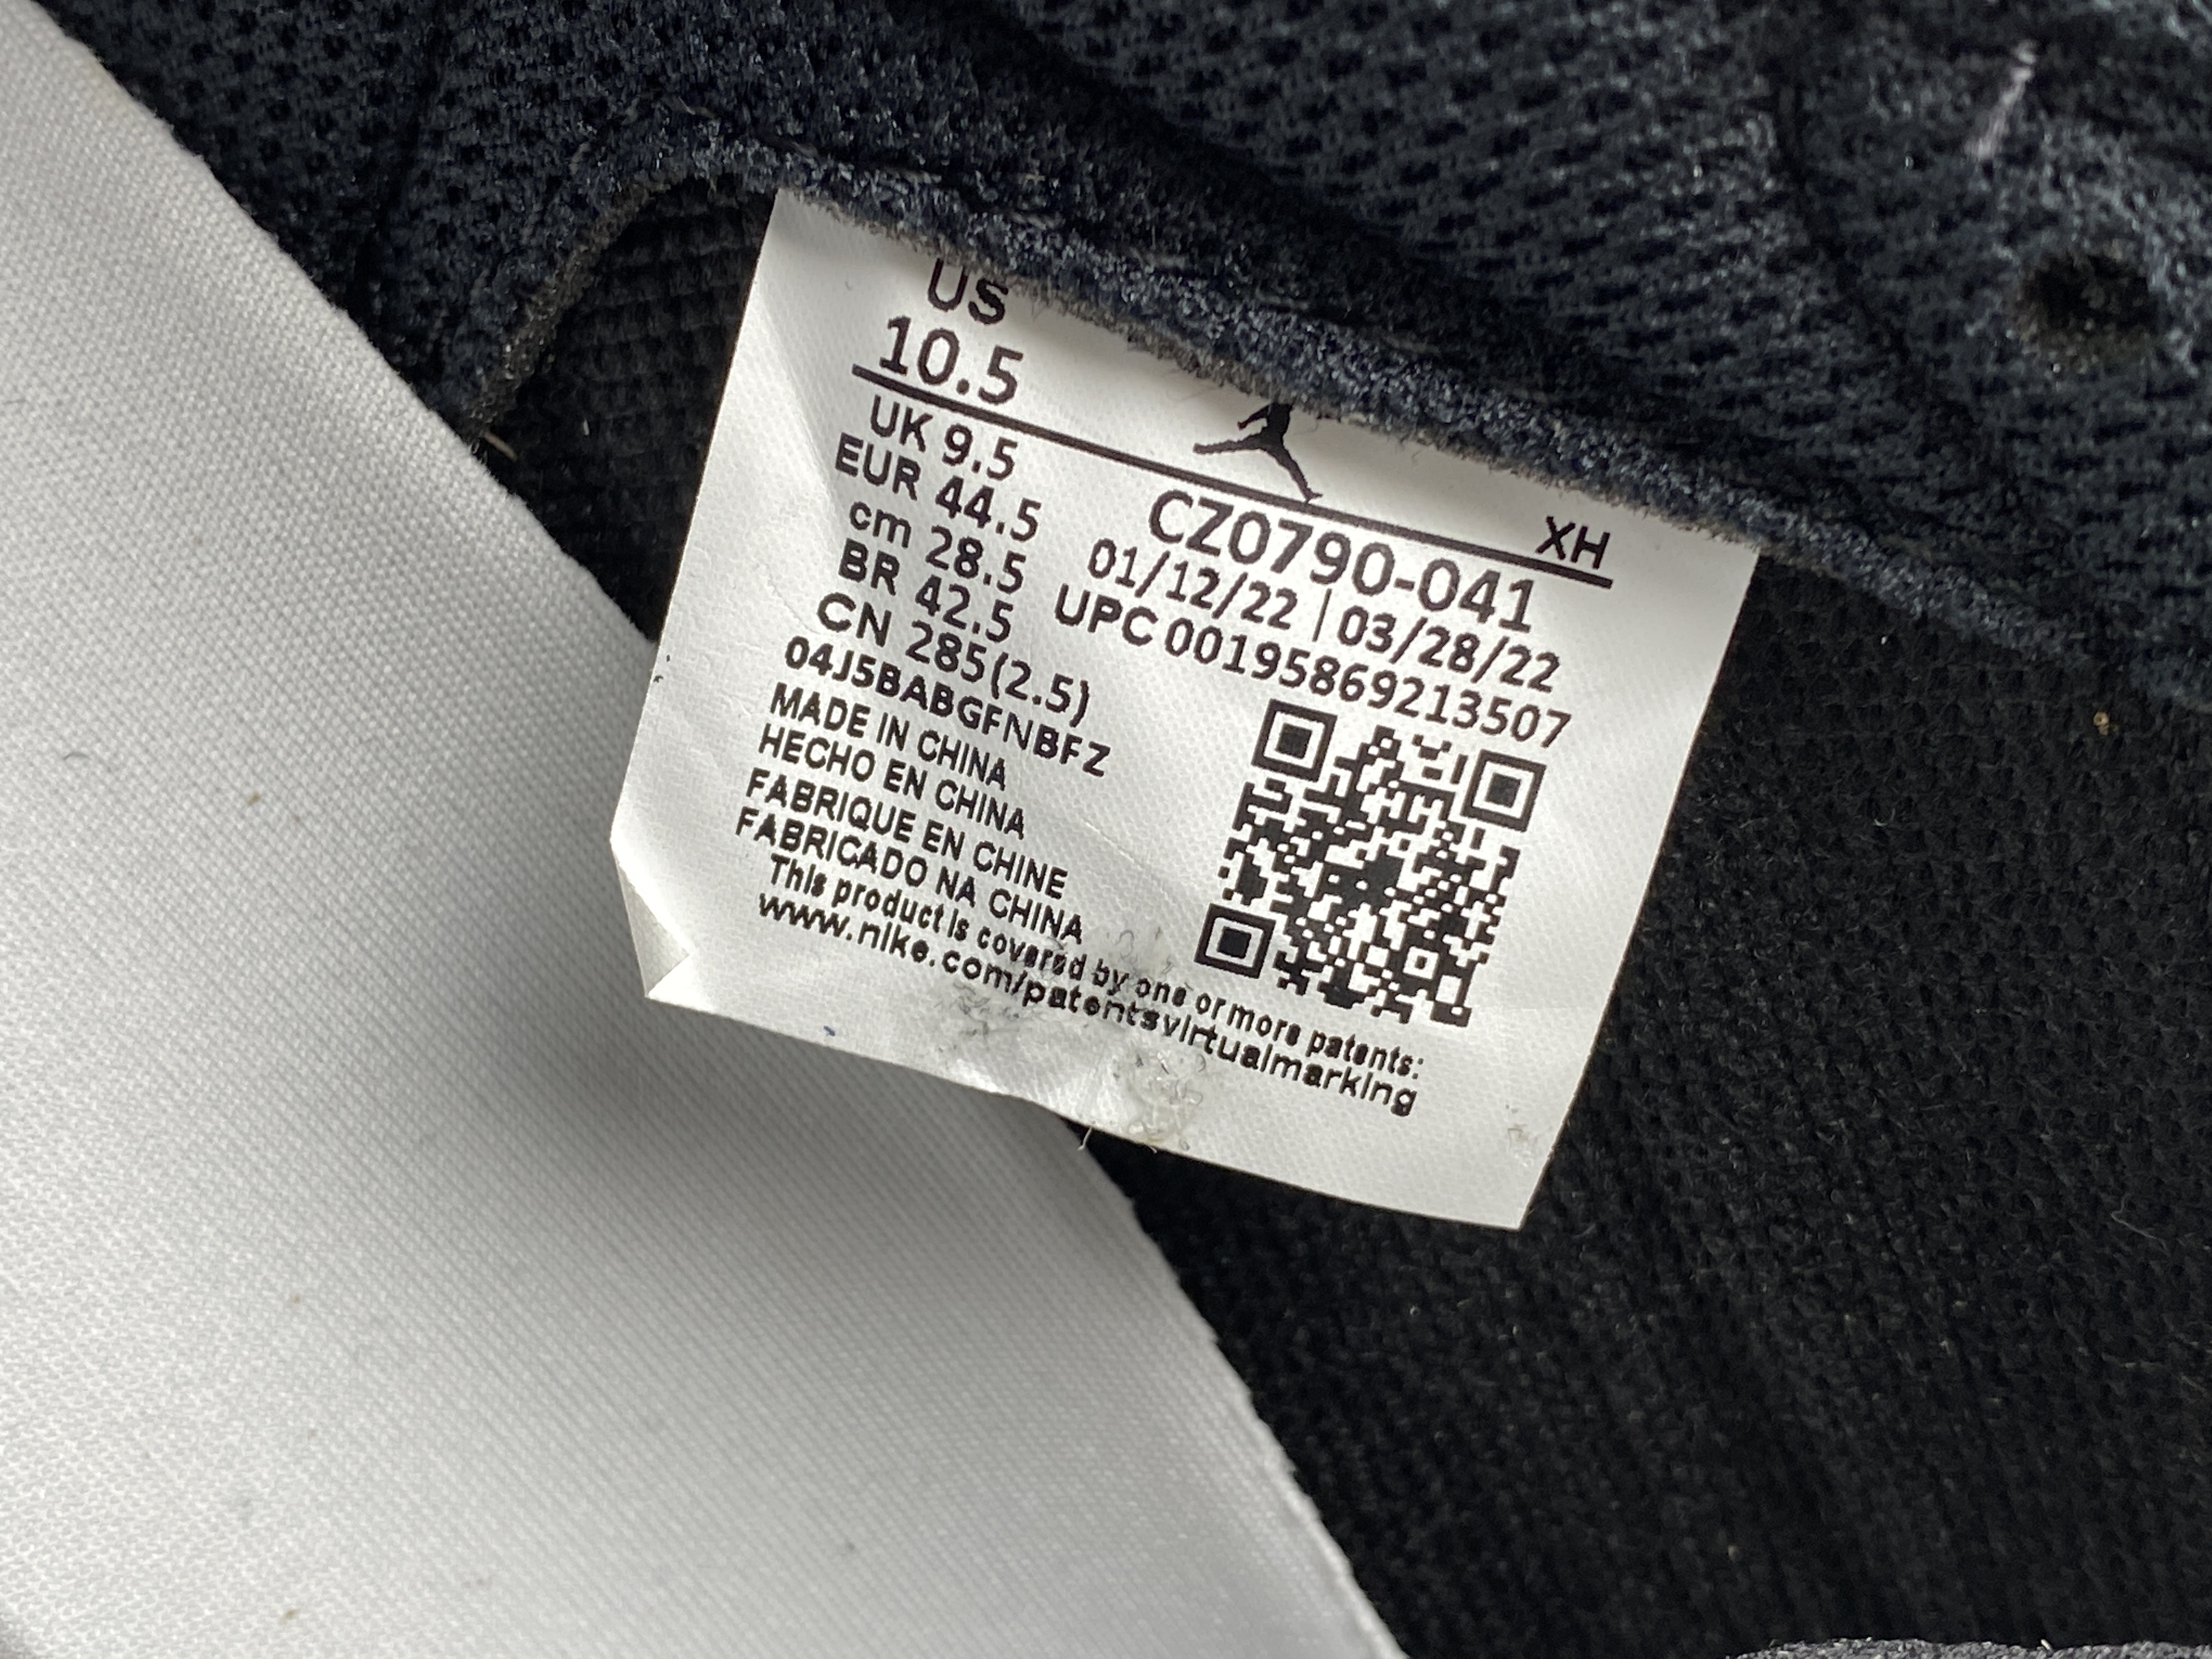 US
10.5
XH
UK 9.5
EUR 44.5
cm 28.5
BR 42.5
CN 285(2.5)
CZ0790-041
01/12/22 | 03/28/22
UPC 00195869213507
04J5BABGFNBFZ
MADE IN CHINA
HECHO EN CHINA
FABRIQUE EN CHINE
FABRICADO NA CHINA
This product is covered by one or more patents:
www.nike.com/patentsvirtualmarking